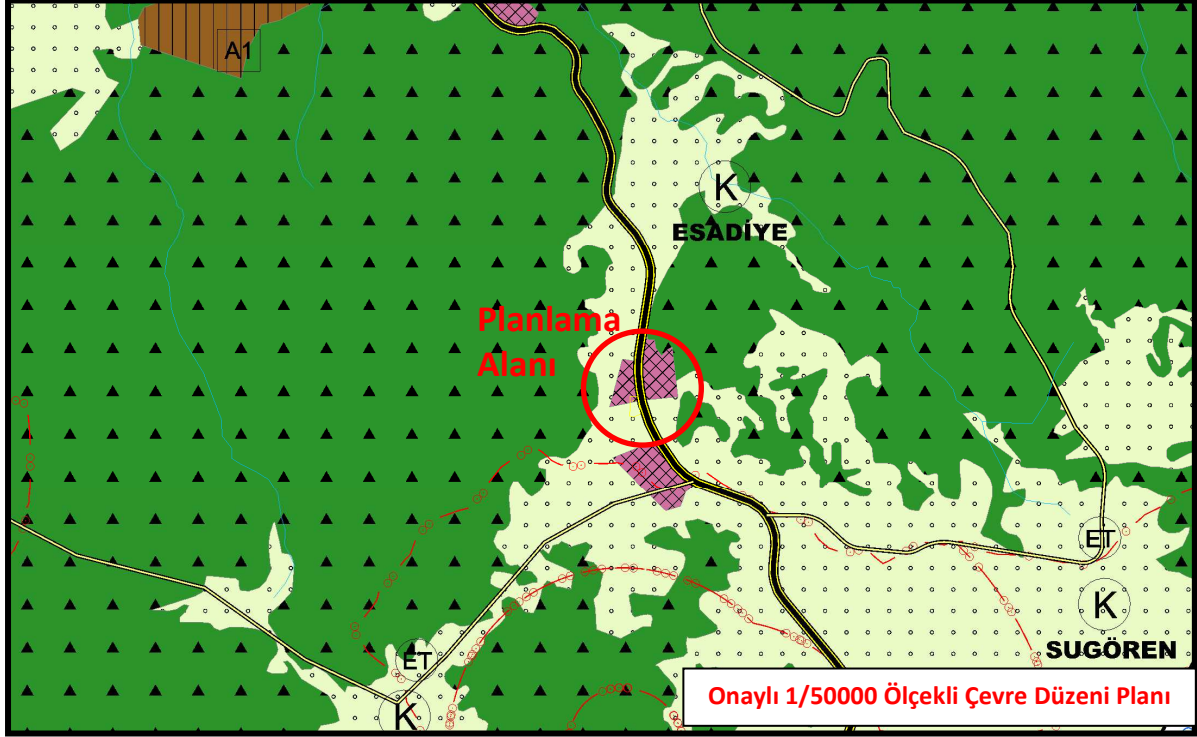 A1
K
ESADİYE
Planlama
Alanı
ET
K
SUGÖREN
ET
K
Onaylı 1/50000 Ölçekli Çevre Düzeni Planı